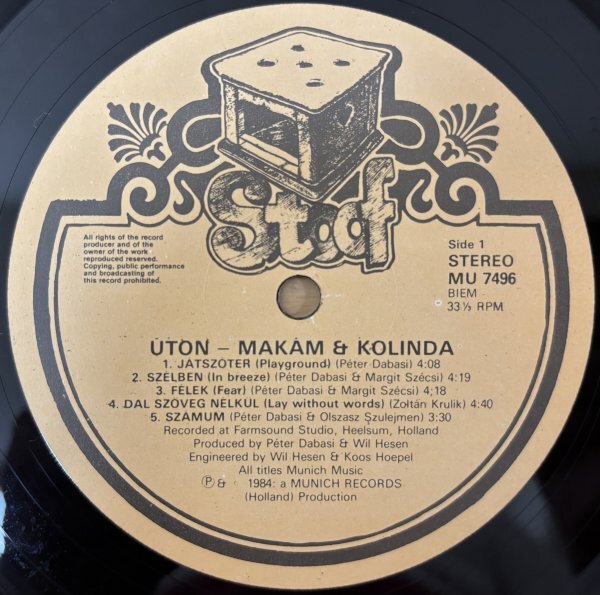 Stoof
All rights of the record
producer and of the
owner of the work
reproduced reserved.
Copying, public performance
and broadcasting of
this record prohibited.
Side 1
STEREO
MU 7496
BIEM
33⅓ RPM
ÚTON – MAKÁM & KOLINDA
1. JÁTSZÓTER (Playground) (Péter Dabasi) 4:08
2. SZÉLBEN (In breeze) (Péter Dabasi & Margit Szécsi) 4:19
3. FÉLEK (Fear) (Péter Dabasi & Margit Szécsi) 4;18
4. DAL SZÖVEG NÉLKÜL (Lay without words) (Zoltán Krulik) 4:40
5. SZÁMUM (Péter Dabasi & Olszasz Szulejmen) 3:30
Recorded at Farmsound Studio, Heelsum, Holland
Produced by Péter Dabasi & Wil Hesen
Engineered by Wil Hesen & Koos Hoepel
All titles Munich Music
Ⓟ & 1984: a MUNICH RECORDS
(Holland) Production